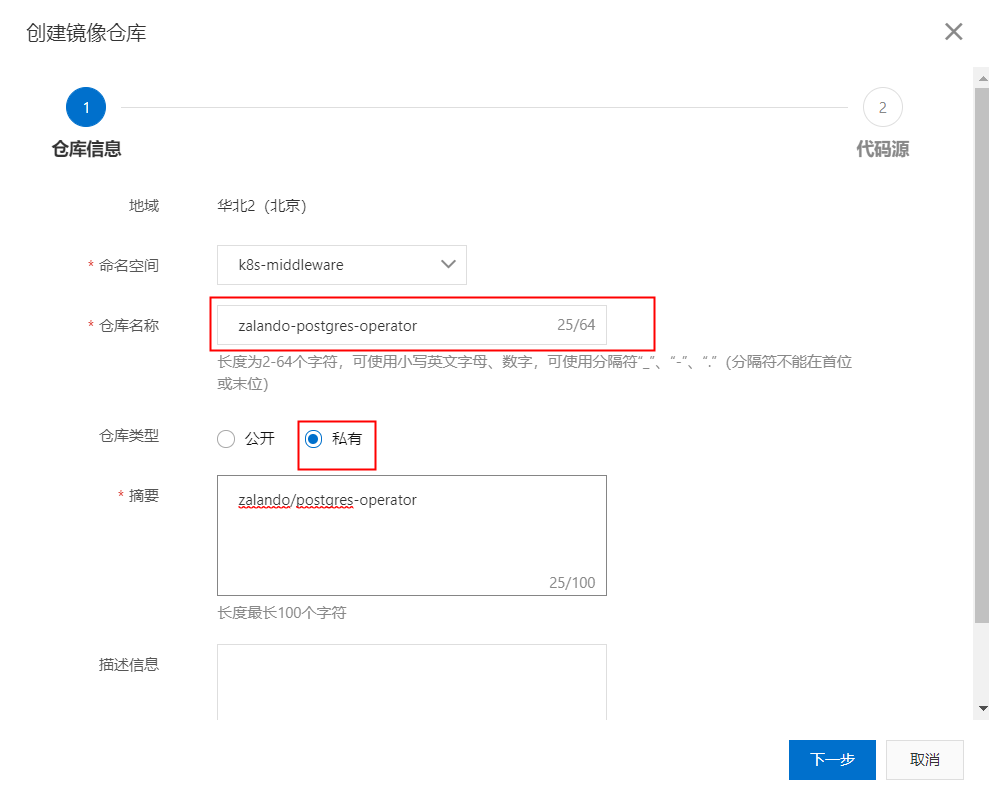 创建镜像仓库
1
2
仓库信息
代码源
地域
华北2（北京）
* 命名空间
k8s-middleware
* 仓库名称
zalando-postgres-operator
25/64
长度为2-64个字符，可使用小写英文字母、数字，可使用分隔符“_”、“-”、“.”（分隔符不能在首位
或末位）
仓库类型
公开
私有
* 摘要
zalando/postgres-operator
25/100
长度最长100个字符
描述信息
下一步
取消